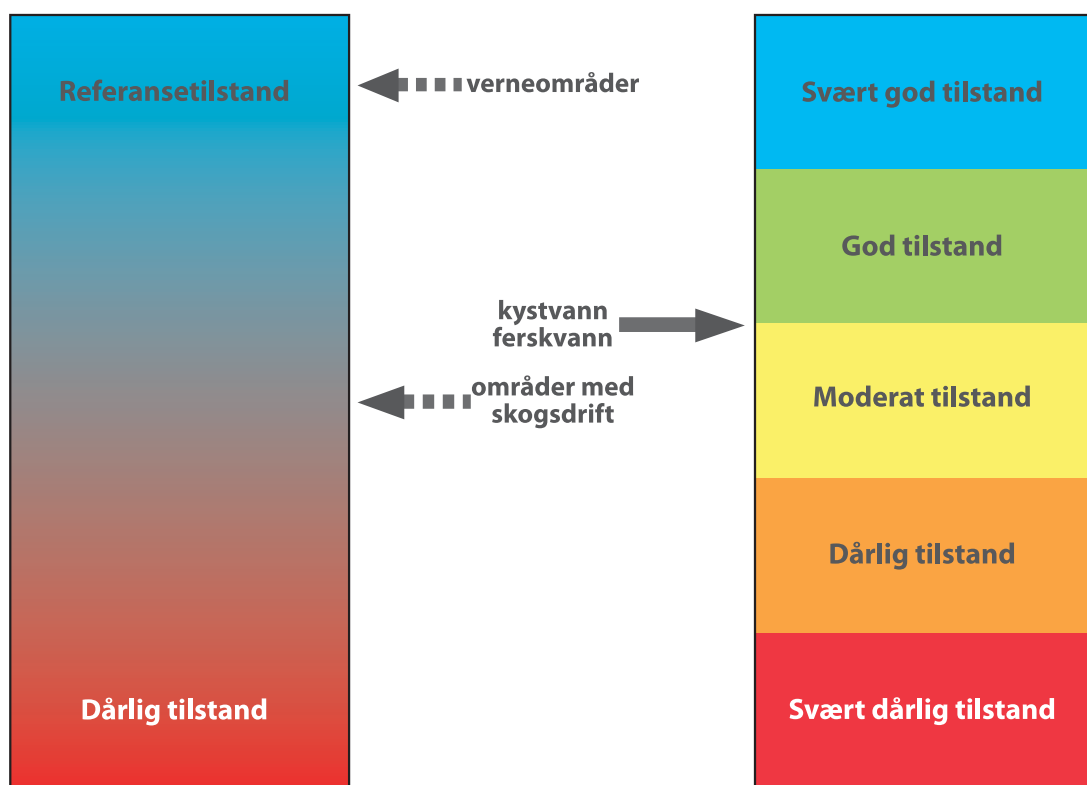 Referansetilstand
Dårlig tilstand
verneområder
kystvann
ferskvann
områder med
skogsdrift
Svært god tilstand
God tilstand
Moderat tilstand
Dårlig tilstand
Svært dårlig tilstand